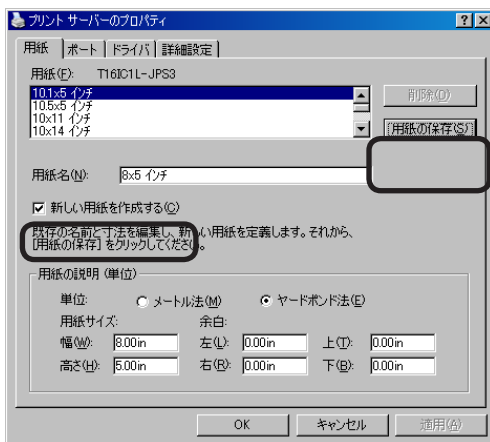 プリント サーバーのプロパティ
用紙 ポート ドライバ 詳細設定
用紙(F): T16IC1L-JPS3
10.1x5 インチ
10.5x5 インチ
10x11 インチ
10x14 インチ
削除(D)
用紙の保存(S)
用紙名(N): 8x5 インチ
新しい用紙を作成する(C)
既存の名前と寸法を編集し、新しい用紙を定義します。それから、
[用紙の保存] をクリックしてください。
用紙の説明 (単位)
単位: メートル法(M) ヤードポンド法(E)
用紙サイズ: 余白:
幅(W): 8.00in 左(L): 0.00in 上(T): 0.00in
高さ(H): 5.00in 右(R): 0.00in 下(B): 0.00in
OK キャンセル 適用(A)